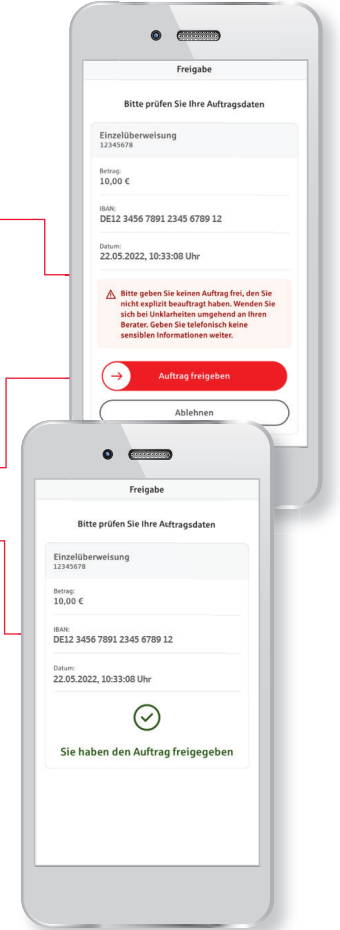 Freigabe
Bitte prüfen Sie Ihre Auftragsdaten
Einzelüberweisung
12345678
Betrag:
10,00 €
IBAN:
DE12 3456 7891 2345 6789 12
Datum:
22.05.2022, 10:33:08 Uhr
Bitte geben Sie keinen Auftrag frei, den Sie
nicht explizit beauftragt haben. Wenden Sie
sich bei Unklarheiten umgehend an Ihren
Berater. Geben Sie telefonisch keine
sensiblen Informationen weiter.
Auftrag freigeben
Ablehnen
Freigabe
Bitte prüfen Sie Ihre Auftragsdaten
Einzelüberweisung
12345678
Betrag:
10,00 €
IBAN:
DE12 3456 7891 2345 6789 12
Datum:
22.05.2022, 10:33:08 Uhr
Sie haben den Auftrag freigegeben